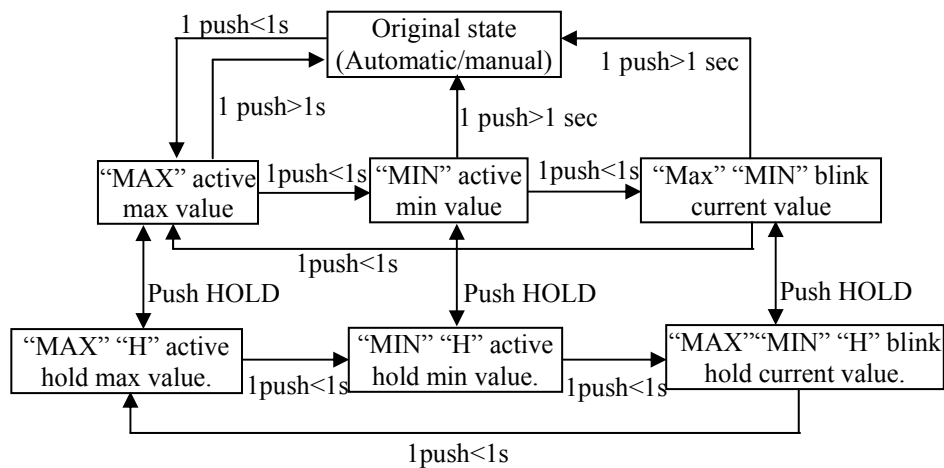 1 push<1s
Original state
(Automatic/manual)
1 push>1 sec
1 push>1s
1 push>1 sec
“MAX” active
max value
1push<1s
“MIN” active
min value
1push<1s
“Max” “MIN” blink
current value
1push<1s
Push HOLD
Push HOLD
Push HOLD
“MAX” “H” active
hold max value.
1push<1s
“MIN” “H” active
hold min value.
1push<1s
“MAX”“MIN” “H” blink
hold current value.
1push<1s